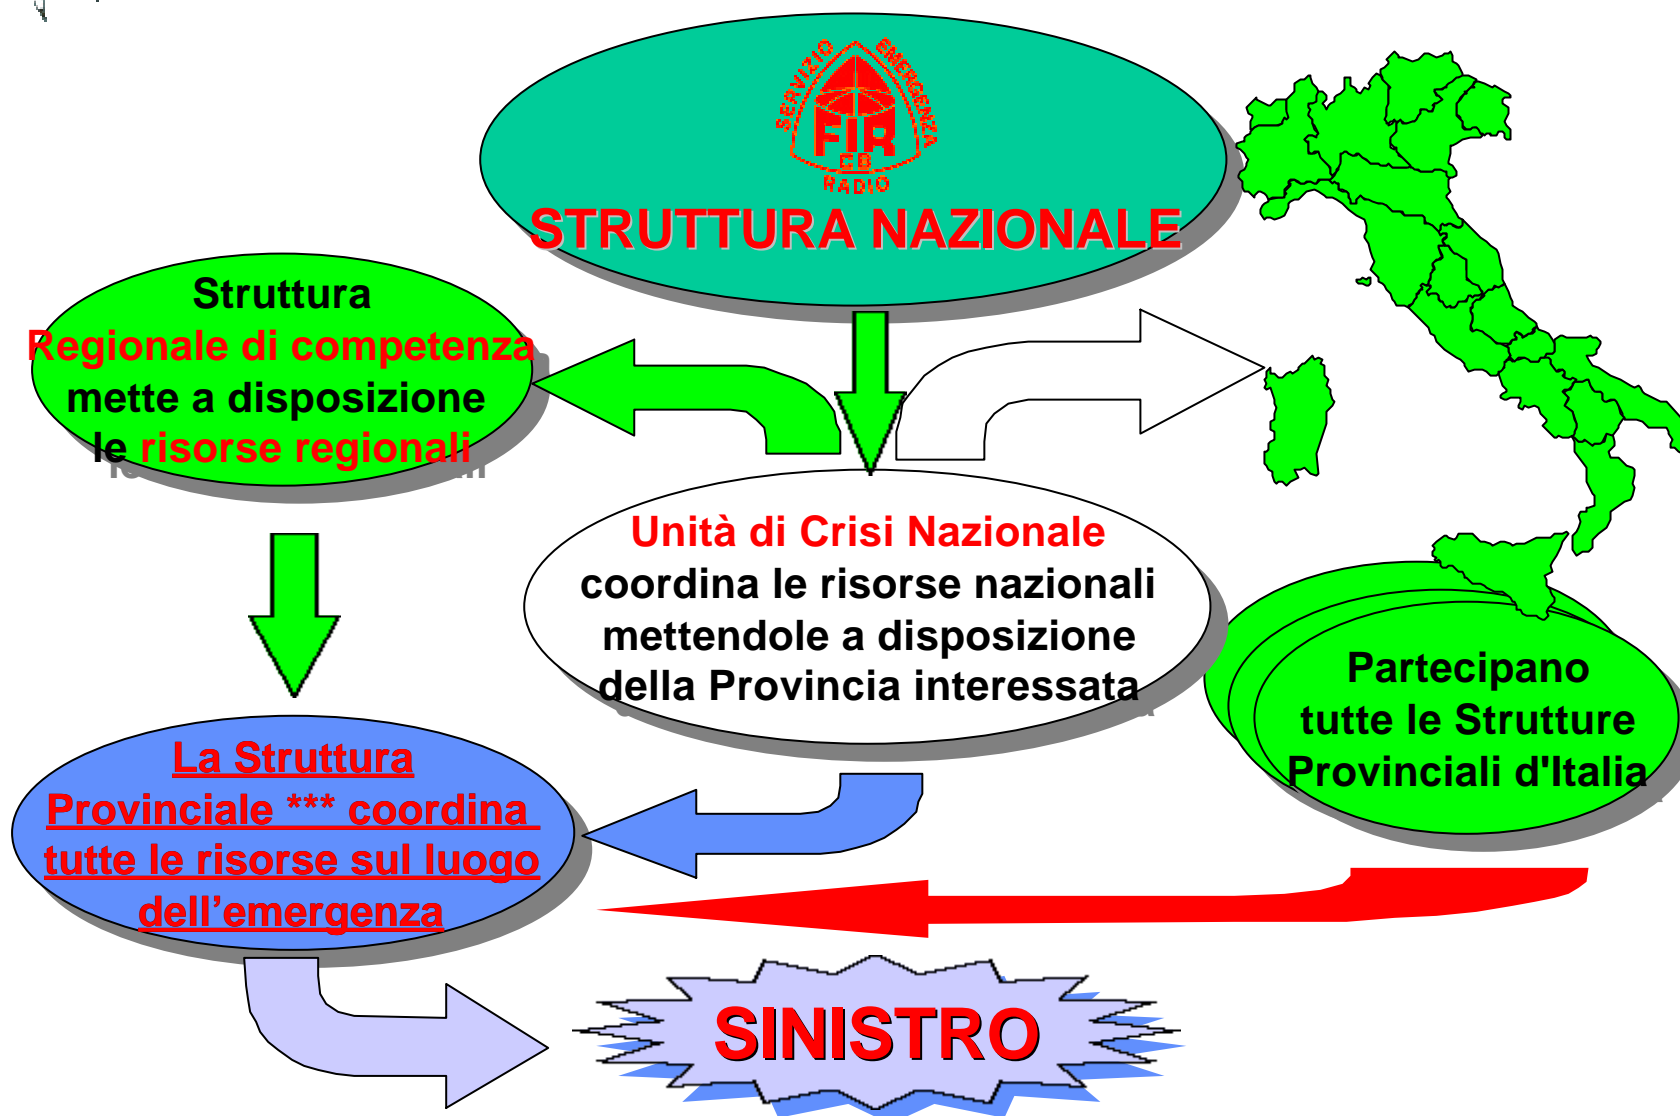 SERVIZIO EMERGENZA
FIR
CB
RADIO
STRUTTURA NAZIONALE
Struttura
Regionale di competenza
mette a disposizione
le risorse regionali
Unità di Crisi Nazionale
coordina le risorse nazionali
mettendole a disposizione
della Provincia interessata
Partecipano
tutte le Strutture
Provinciali d'Italia
La Struttura
Provinciale *** coordina
tutte le risorse sul luogo
dell’emergenza
SINISTRO